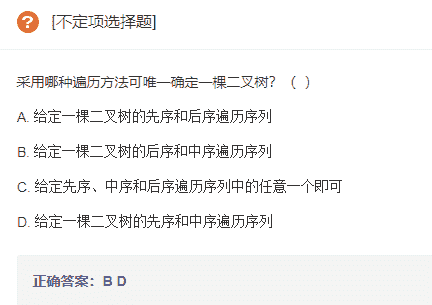 [不定项选择题]
采用哪种遍历方法可唯一确定一棵二叉树？（ ）
A. 给定一棵二叉树的先序和后序遍历序列
B. 给定一棵二叉树的后序和中序遍历序列
C. 给定先序、中序和后序遍历序列中的任意一个即可
D. 给定一棵二叉树的先序和中序遍历序列
正确答案：B D